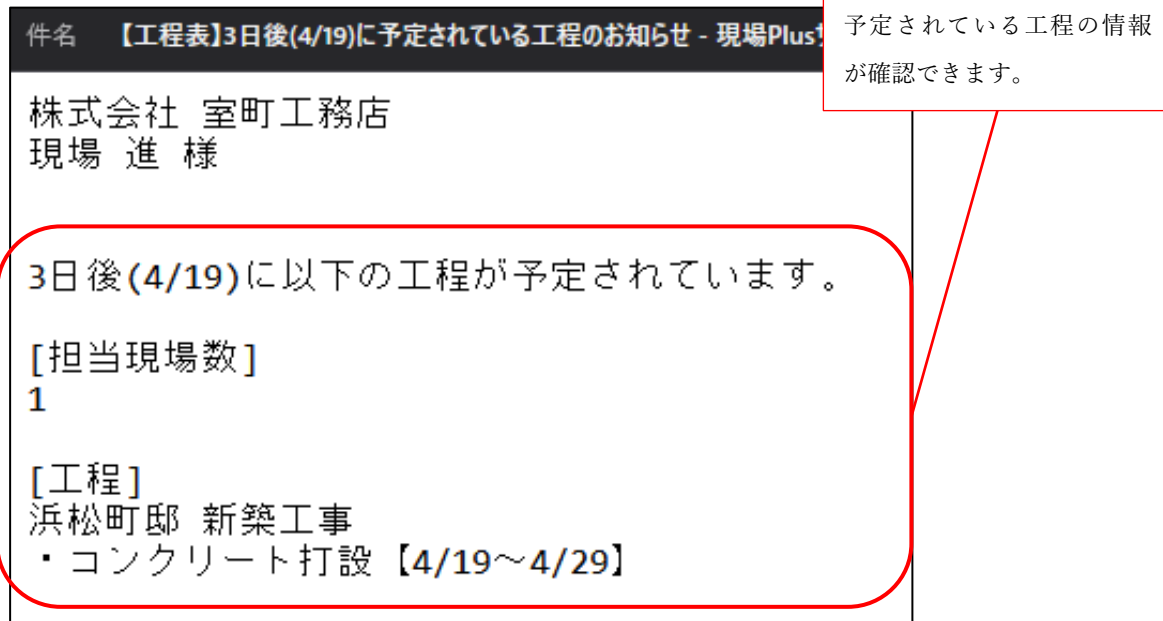 件名 【工程表】3日後(4/19)に予定されている工程のお知らせ - 現場Plus
予定されている工程の情報
が確認できます。
株式会社 室町工務店
現場 進 様
3日後(4/19)に以下の工程が予定されています。
[担当現場数]
1
[工程]
浜松町邸 新築工事
・コンクリート打設【4/19～4/29】